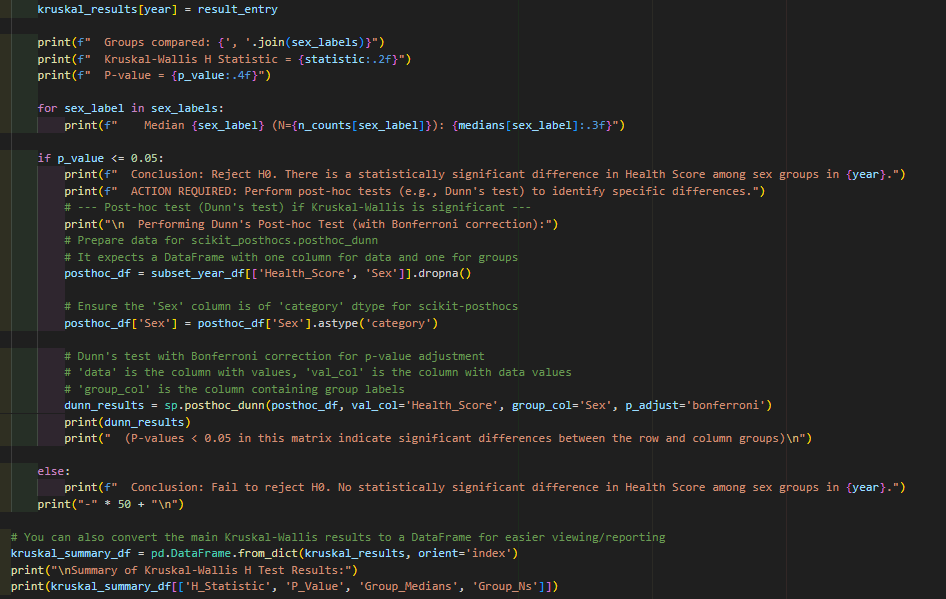 kruskal_results[year] = result_entry
print(f"  Groups compared: {', '.join(sex_labels)}")
print(f"  Kruskal-Wallis H Statistic = {statistic:.2f}")
print(f"  P-value = {p_value:.4f}")
for sex_label in sex_labels:
print(f"    Median {sex_label} (N={n_counts[sex_label]}): {medians[sex_label]:.3f}")
if p_value <= 0.05:
print(f"  Conclusion: Reject H0. There is a statistically significant difference in Health Score among sex groups in {year}.")
print(f"  ACTION REQUIRED: Perform post-hoc tests (e.g., Dunn's test) to identify specific differences.")
# --- Post-hoc test (Dunn's test) if Kruskal-Wallis is significant ---
print("\n  Performing Dunn's Post-hoc Test (with Bonferroni correction):")
# Prepare data for scikit_posthocs.posthoc_dunn
# It expects a DataFrame with one column for data and one for groups
posthoc_df = subset_year_df[['Health_Score', 'Sex']].dropna()
# Ensure the 'Sex' column is of 'category' dtype for scikit-posthocs
posthoc_df['Sex'] = posthoc_df['Sex'].astype('category')
# Dunn's test with Bonferroni correction for p-value adjustment
# 'data' is the column with values, 'val_col' is the column with data values
# 'group_col' is the column containing group labels
dunn_results = sp.posthoc_dunn(posthoc_df, val_col='Health_Score', group_col='Sex', p_adjust='bonferroni')
print(dunn_results)
print("  (P-values < 0.05 in this matrix indicate significant differences between the row and column groups)\n")
else:
print(f"  Conclusion: Fail to reject H0. No statistically significant difference in Health Score among sex groups in {year}.")
print("-" * 50 + "\n")
# You can also convert the main Kruskal-Wallis results to a DataFrame for easier viewing/reporting
kruskal_summary_df = pd.DataFrame.from_dict(kruskal_results, orient='index')
print("\nSummary of Kruskal-Wallis H Test Results:")
print(kruskal_summary_df[['H_Statistic', 'P_Value', 'Group_Medians', 'Group_Ns']])